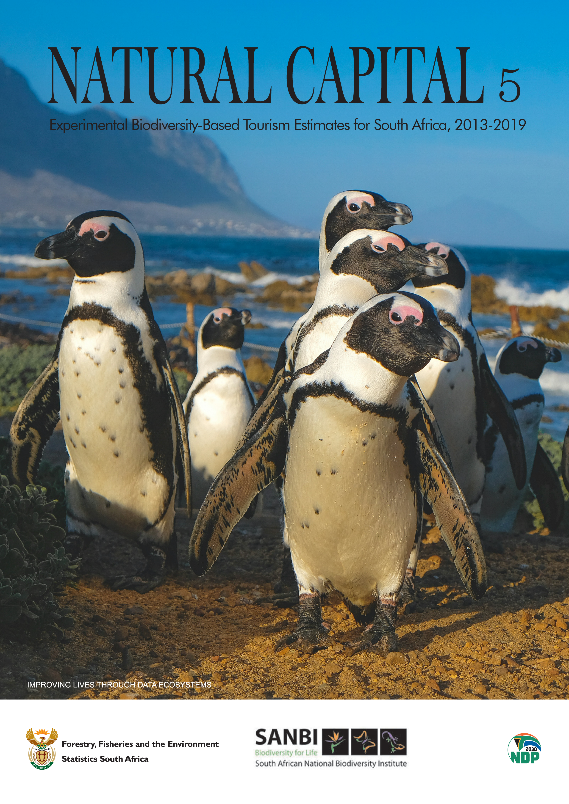 NATURAL CAPITAL 5
Experimental Biodiversity-Based Tourism Estimates for South Africa, 2013-2019
IMPROVING LIVES THROUGH DATA ECOSYSTEMS
Forestry, Fisheries and the Environment
Statistics South Africa
SANBI
Biodiversity for Life
South African National Biodiversity Institute
2030
NDP